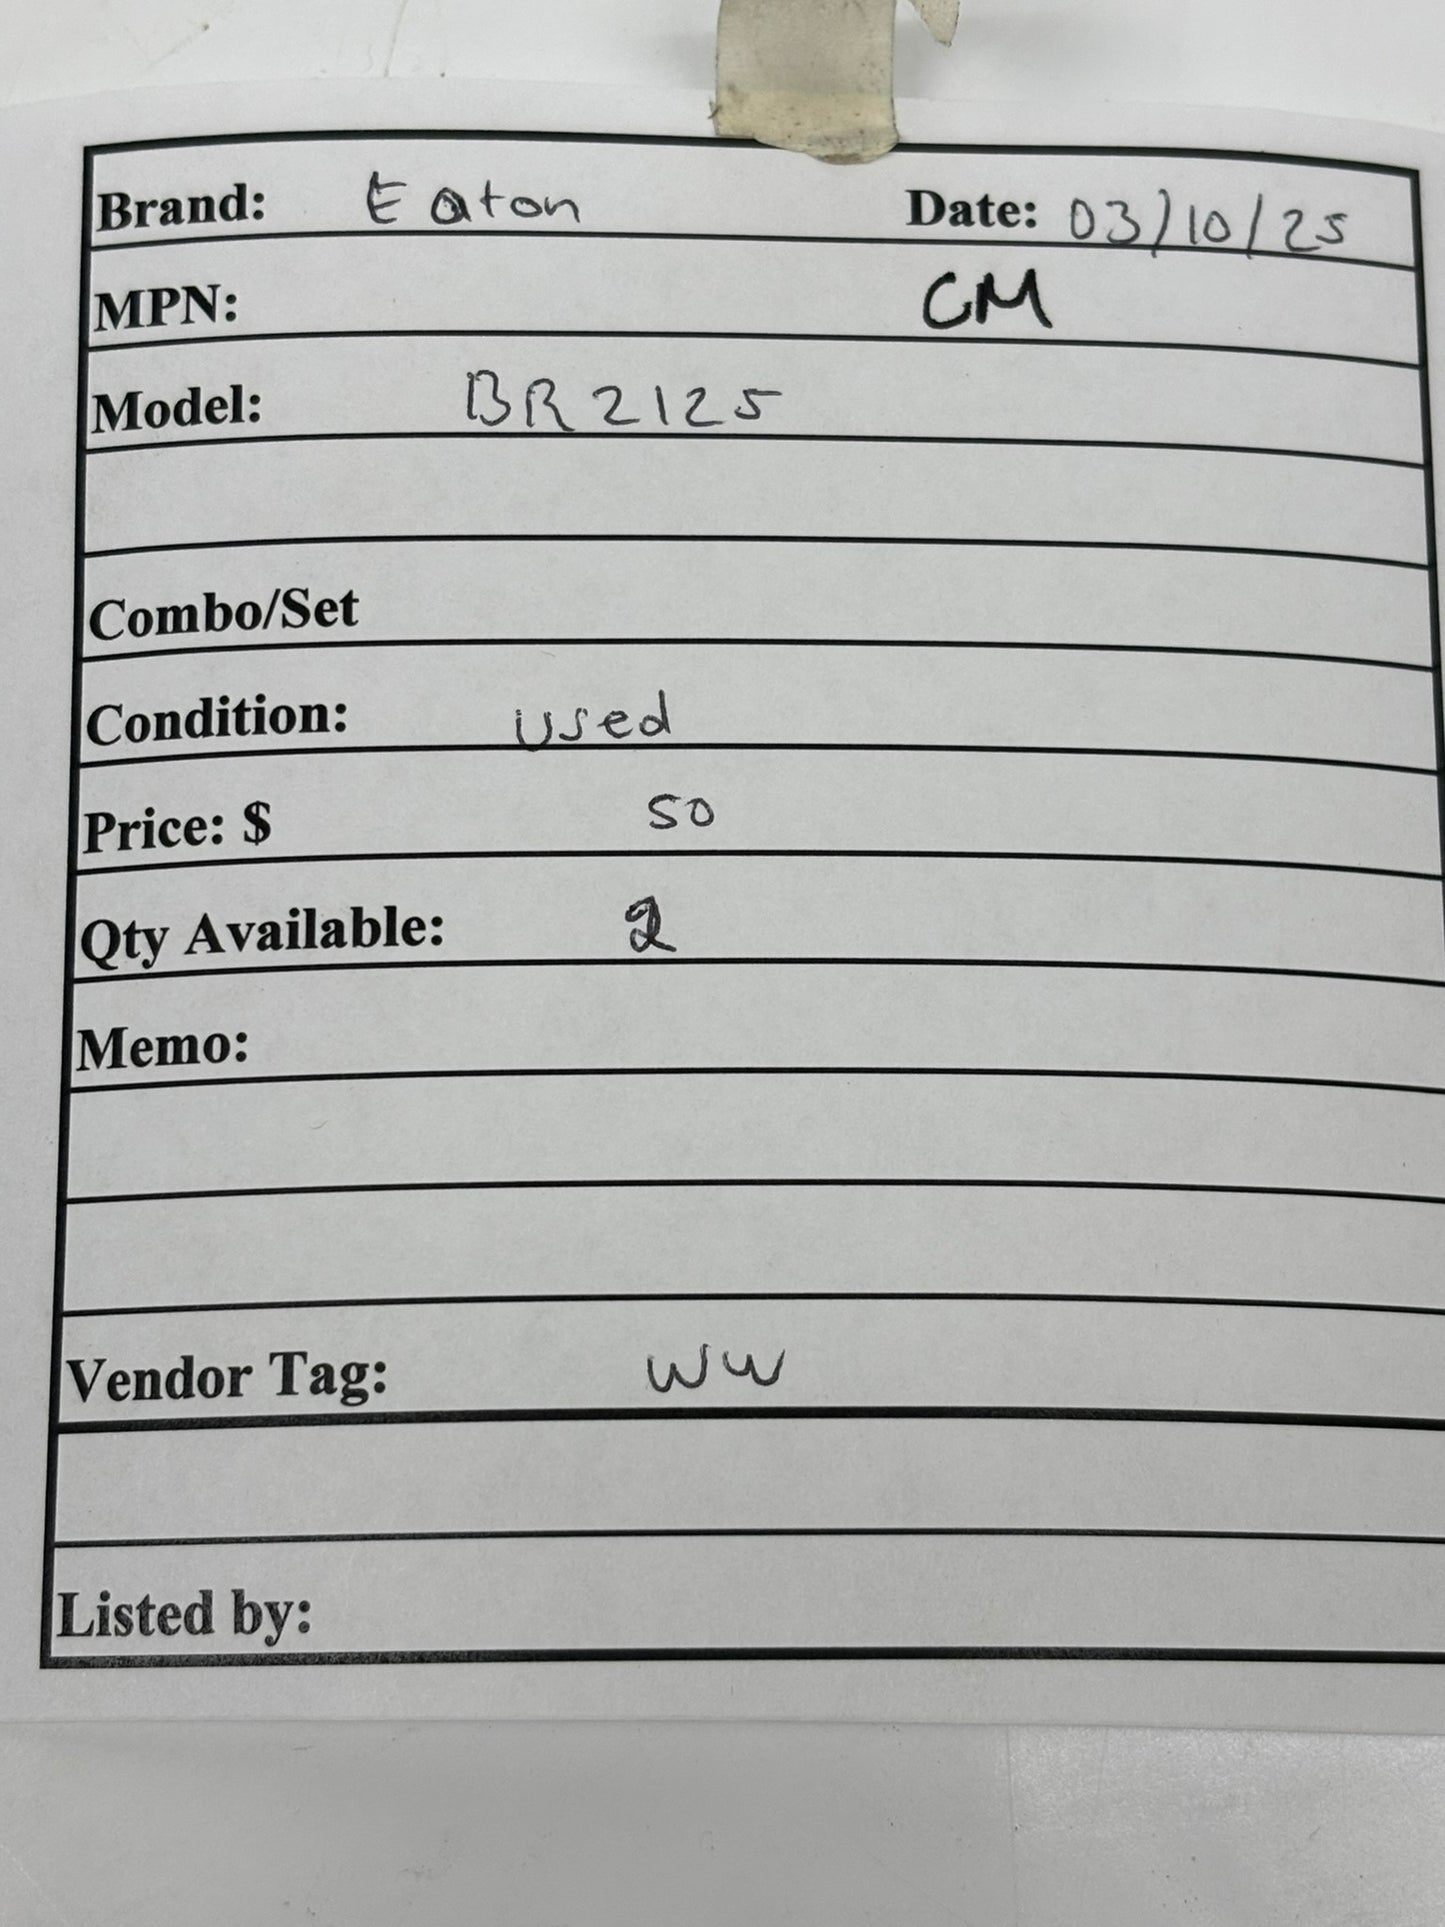 Brand: Eaton Date: 03/10/25
MPN: CM
Model: BR2125
Combo/Set
Condition: used
Price: $ 50
Qty Available: 2
Memo:
Vendor Tag: WW
Listed by: